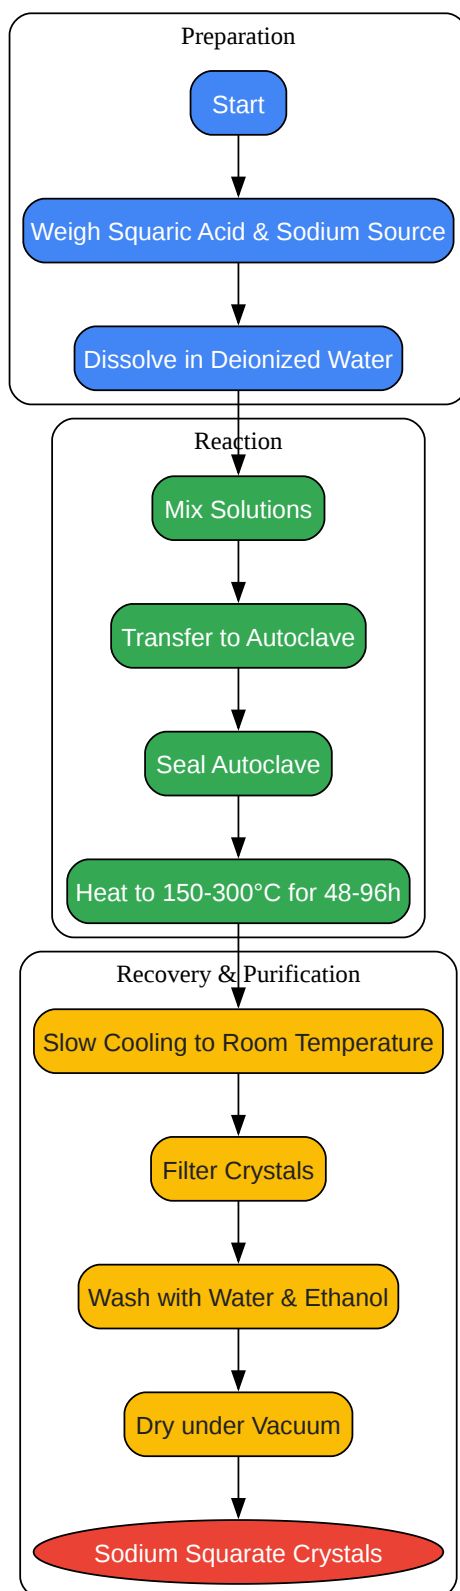 Preparation
Start
Weigh Squaric Acid & Sodium Source
Dissolve in Deionized Water
Reaction
Mix Solutions
Transfer to Autoclave
Seal Autoclave
Heat to 150-300°C for 48-96h
Recovery & Purification
Slow Cooling to Room Temperature
Filter Crystals
Wash with Water & Ethanol
Dry under Vacuum
Sodium Squarate Crystals